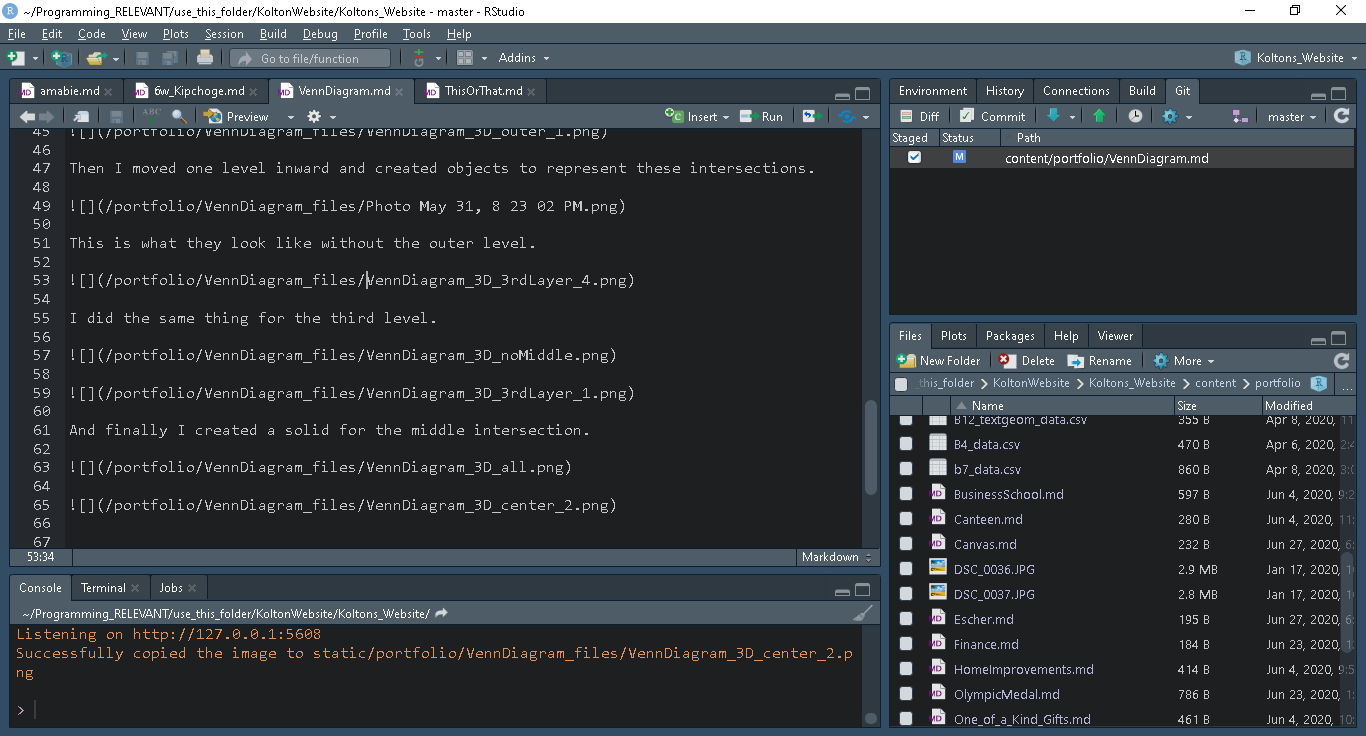 ~/Programming_RELEVANT/use_this_folder/KoltonWebsite/Koltons_Website - master - RStudio
File Edit Code View Plots Session Build Debug Profile Tools Help
Go to file/function Addins Koltons_Website
amabie.md 6w_Kipchoge.md VennDiagram.md ThisOrThat.md
ABC Preview Insert Run
45 ![](/portfolio/VennDiagram_files/VennDiagram_3D_outer_1.png)
46
47 Then I moved one level inward and created objects to represent these intersections.
48
49 ![](/portfolio/VennDiagram_files/Photo May 31, 8 23 02 PM.png)
50
51 This is what they look like without the outer level.
52
53 ![](/portfolio/VennDiagram_files/VennDiagram_3D_3rdLayer_4.png)
54
55 I did the same thing for the third level.
56
57 ![](/portfolio/VennDiagram_files/VennDiagram_3D_noMiddle.png)
58
59 ![](/portfolio/VennDiagram_files/VennDiagram_3D_3rdLayer_1.png)
60
61 And finally I created a solid for the middle intersection.
62
63 ![](/portfolio/VennDiagram_files/VennDiagram_3D_all.png)
64
65 ![](/portfolio/VennDiagram_files/VennDiagram_3D_center_2.png)
66
67
53:34 Markdown
Console Terminal Jobs
~/Programming_RELEVANT/use_this_folder/KoltonWebsite/Koltons_Website/
Listening on http://127.0.0.1:5608
Successfully copied the image to static/portfolio/VennDiagram_files/VennDiagram_3D_center_2.p
ng
>
Environment History Connections Build Git
Diff Commit master
Staged Status Path
M content/portfolio/VennDiagram.md
Files Plots Packages Help Viewer
New Folder Delete Rename More
_this_folder KoltonWebsite Koltons_Website content portfolio R ...
Name Size Modified
B12_textgeom_data.csv 355 B Apr 8, 2020, 11
B4_data.csv 470 B Apr 6, 2020, 2:4
b7_data.csv 860 B Apr 8, 2020, 3:0
BusinessSchool.md 597 B Jun 4, 2020, 9:2
Canteen.md 280 B Jun 4, 2020, 11:
Canvas.md 232 B Jun 27, 2020, 6:
DSC_0036.JPG 2.9 MB Jan 17, 2020, 1
DSC_0037.JPG 2.8 MB Jan 17, 2020, 1
Escher.md 195 B Jun 27, 2020, 6:
Finance.md 184 B Jun 23, 2020, 1:
HomeImprovements.md 414 B Jun 4, 2020, 9:5
OlympicMedal.md 786 B Jun 23, 2020, 1:
One_of_a_Kind_Gifts.md 461 B Jun 4, 2020, 10: